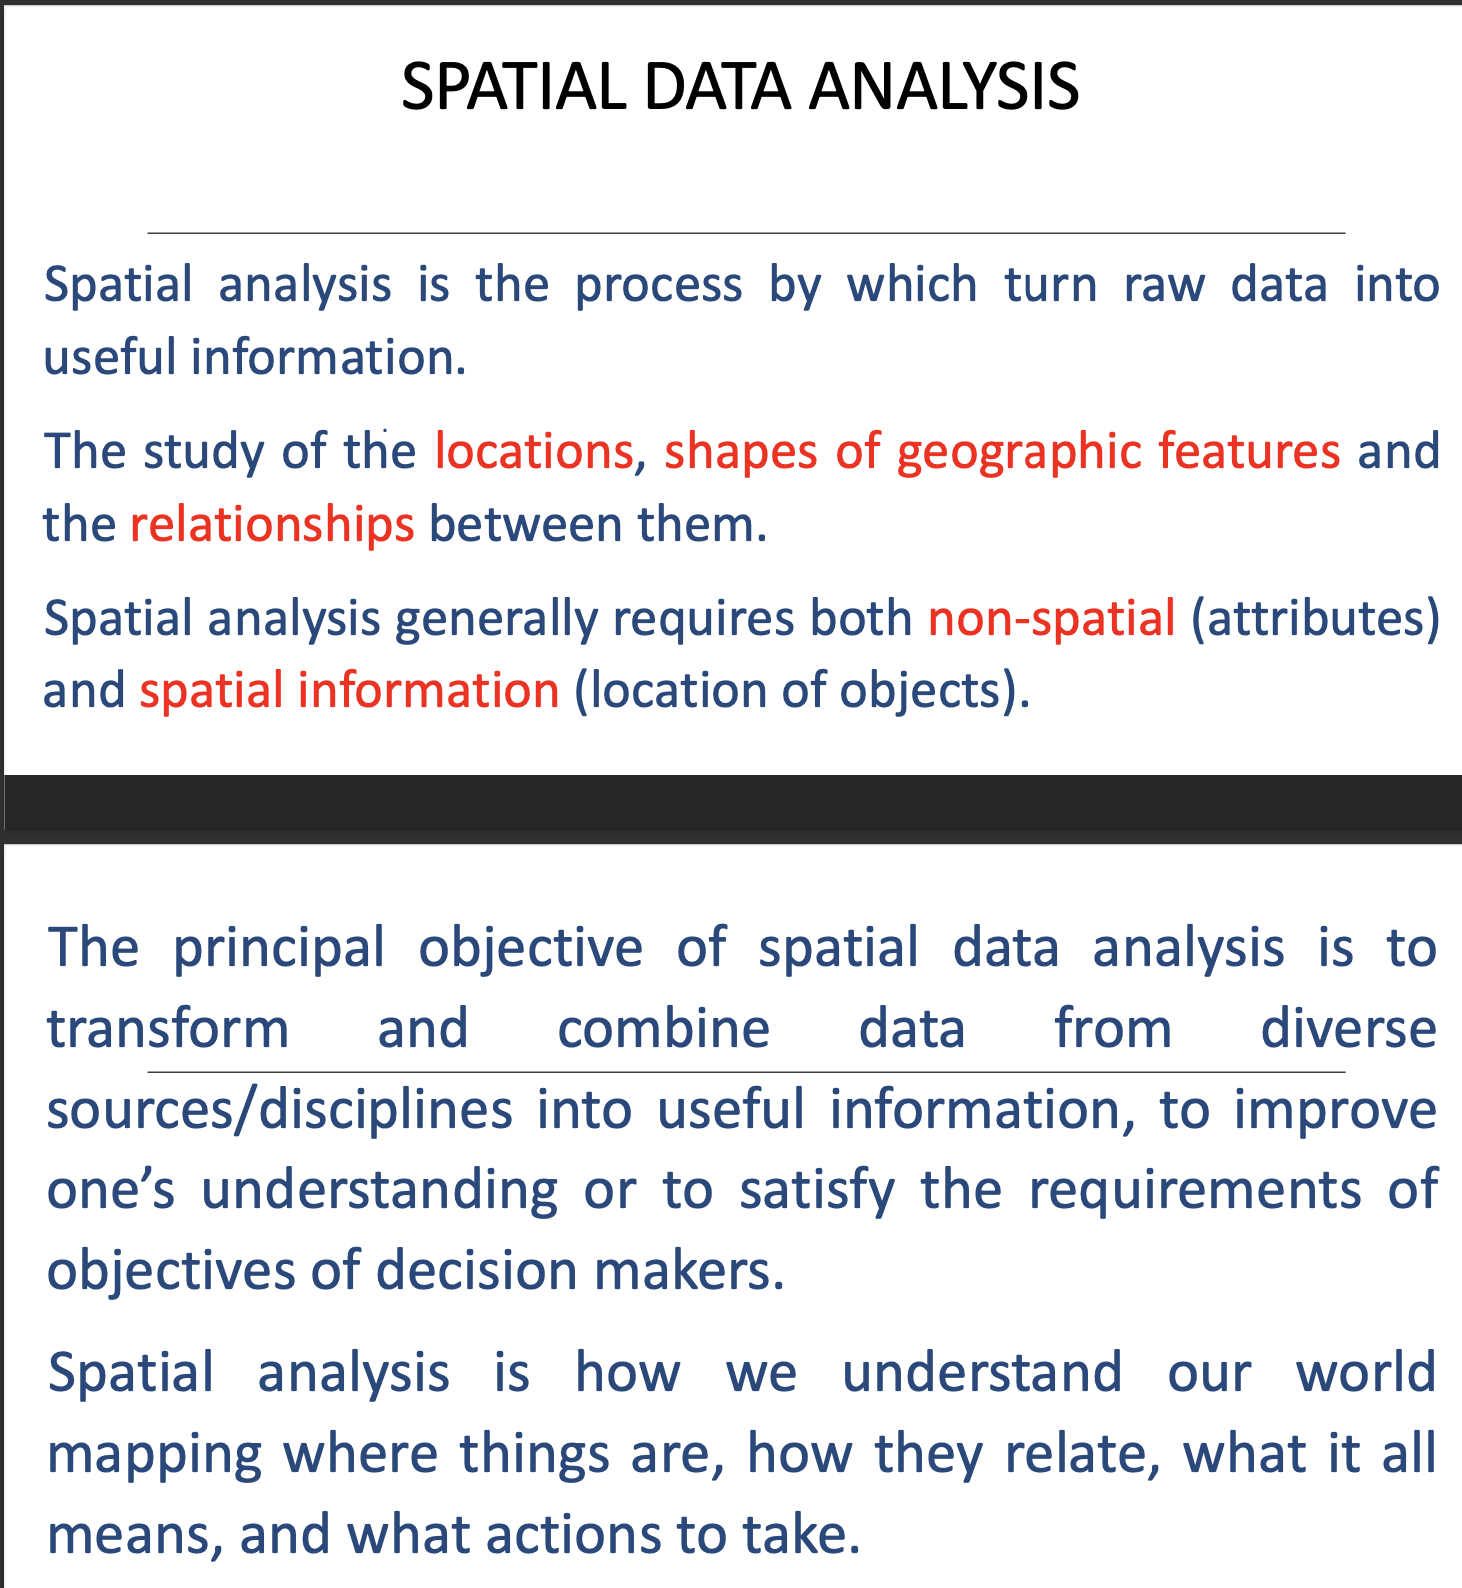 SPATIAL DATA ANALYSIS
Spatial analysis is the process by which turn raw data into
useful information.
The study of the locations, shapes of geographic features and
the relationships between them.
Spatial analysis generally requires both non-spatial (attributes)
and spatial information (location of objects).
The principal objective of spatial data analysis is to
transform and combine data from diverse
sources/disciplines into useful information, to improve
one’s understanding or to satisfy the requirements of
objectives of decision makers.
Spatial analysis is how we understand our world
mapping where things are, how they relate, what it all
means, and what actions to take.